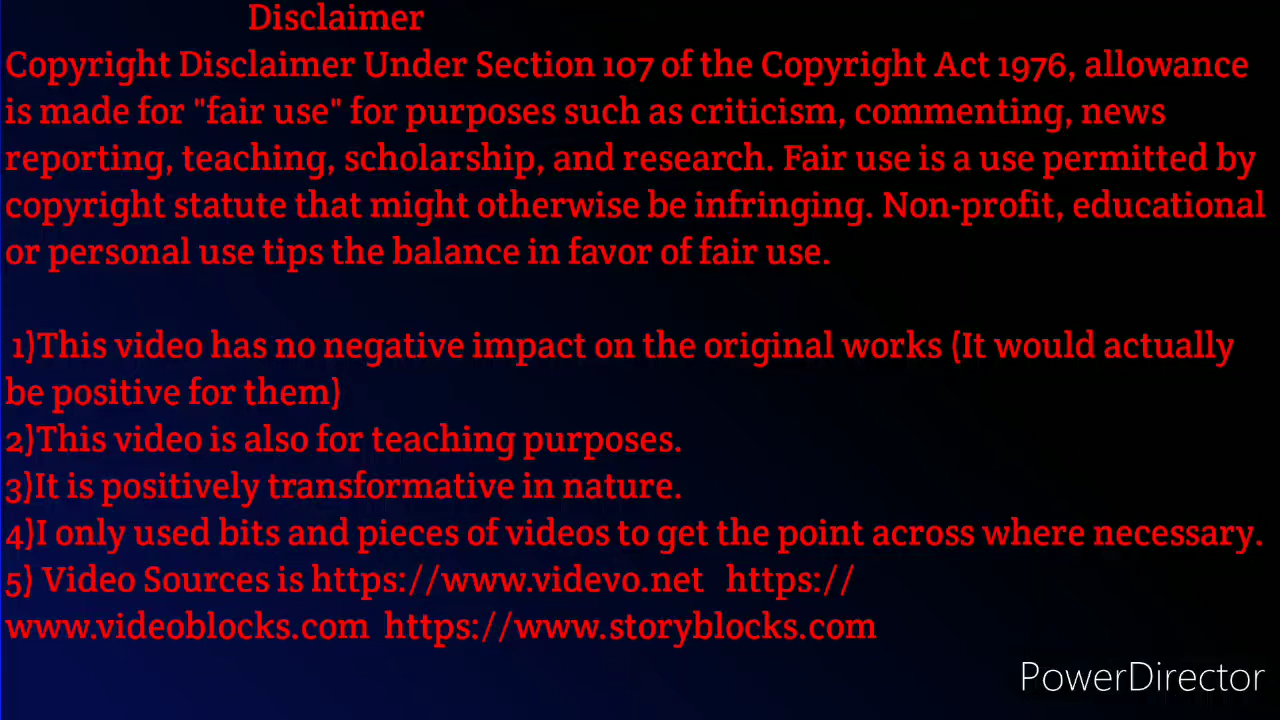 Disclaimer
Copyright Disclaimer Under Section 107 of the Copyright Act 1976, allowance
is made for "fair use" for purposes such as criticism, commenting, news
reporting, teaching, scholarship, and research. Fair use is a use permitted by
copyright statute that might otherwise be infringing. Non-profit, educational
or personal use tips the balance in favor of fair use.
1)This video has no negative impact on the original works (It would actually
be positive for them)
2)This video is also for teaching purposes.
3)It is positively transformative in nature.
4)I only used bits and pieces of videos to get the point across where necessary.
5) Video Sources is https://www.videvo.net https://
www.videoblocks.com https://www.storyblocks.com
PowerDirector